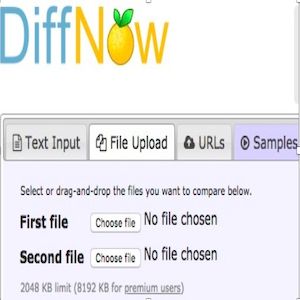 DiffNow
Text Input File Upload URLs Samples
Select or drag-and-drop the files you want to compare below.
First file Choose file No file chosen
Second file Choose file No file chosen
2048 KB limit (8192 KB for premium users)